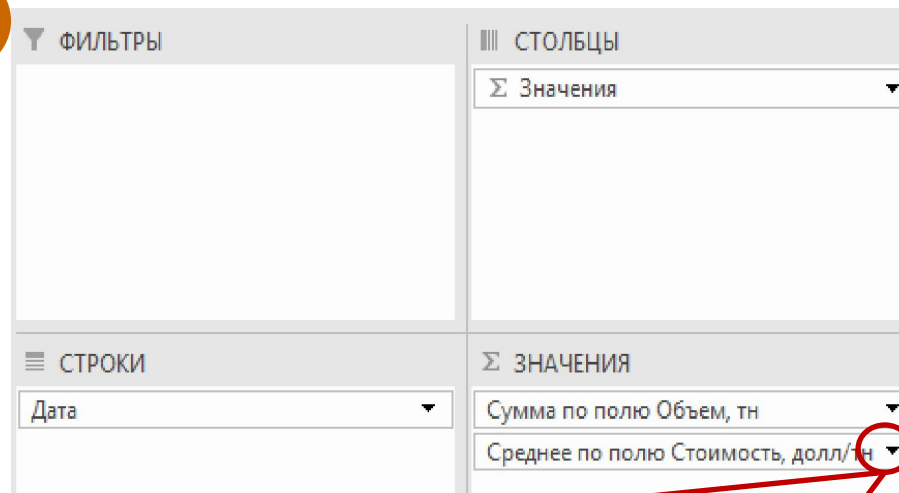 ФИЛЬТРЫ
СТОЛБЦЫ
Σ Значения
СТРОКИ
Дата
Σ ЗНАЧЕНИЯ
Сумма по полю Объем, тн
Среднее по полю Стоимость, долл/тн